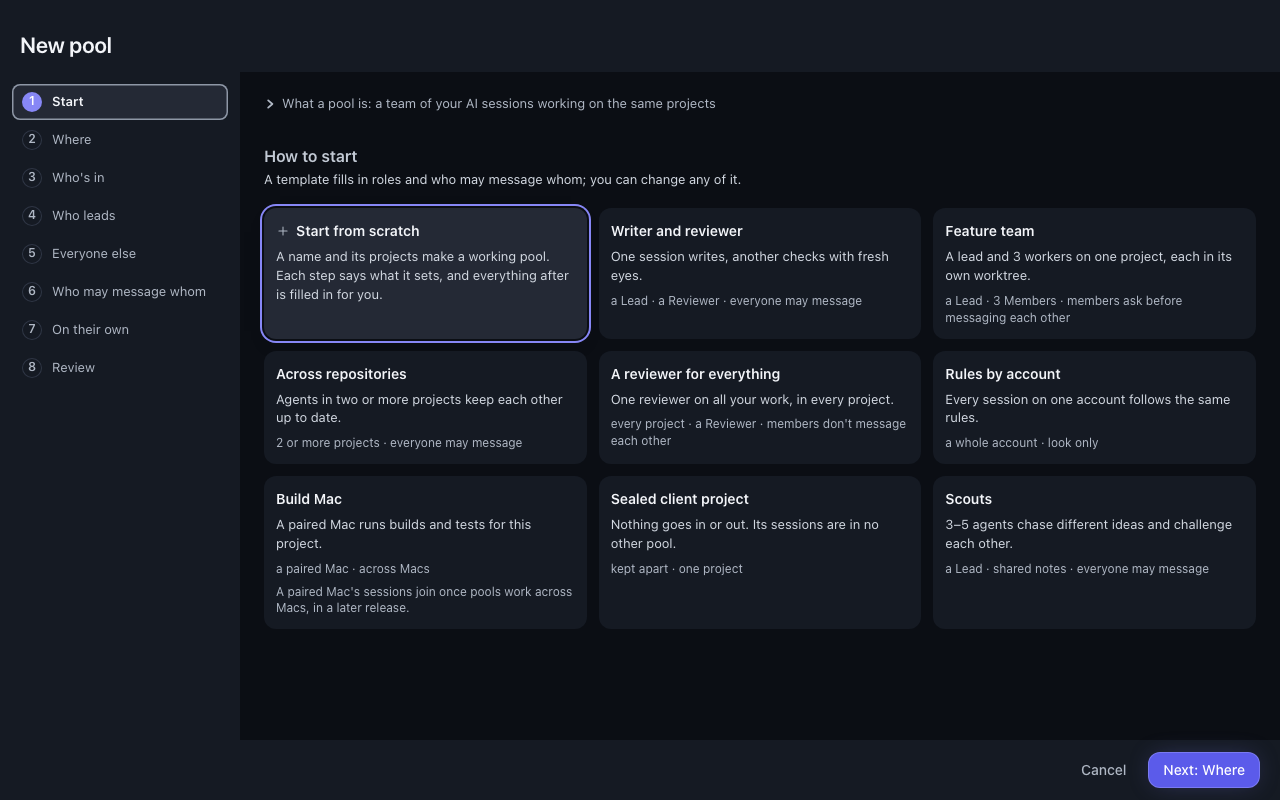 New pool
1 Start
2 Where
3 Who's in
4 Who leads
5 Everyone else
6 Who may message whom
7 On their own
8 Review
What a pool is: a team of your AI sessions working on the same projects
How to start
A template fills in roles and who may message whom; you can change any of it.
+ Start from scratch
A name and its projects make a working pool.
Each step says what it sets, and everything after
is filled in for you.
Writer and reviewer
One session writes, another checks with fresh
eyes.
a Lead · a Reviewer · everyone may message
Feature team
A lead and 3 workers on one project, each in its
own worktree.
a Lead · 3 Members · members ask before
messaging each other
Across repositories
Agents in two or more projects keep each other
up to date.
2 or more projects · everyone may message
A reviewer for everything
One reviewer on all your work, in every project.
every project · a Reviewer · members don't message
each other
Rules by account
Every session on one account follows the same
rules.
a whole account · look only
Build Mac
A paired Mac runs builds and tests for this
project.
a paired Mac · across Macs
A paired Mac's sessions join once pools work across
Macs, in a later release.
Sealed client project
Nothing goes in or out. Its sessions are in no
other pool.
kept apart · one project
Scouts
3–5 agents chase different ideas and challenge
each other.
a Lead · shared notes · everyone may message
Cancel
Next: Where